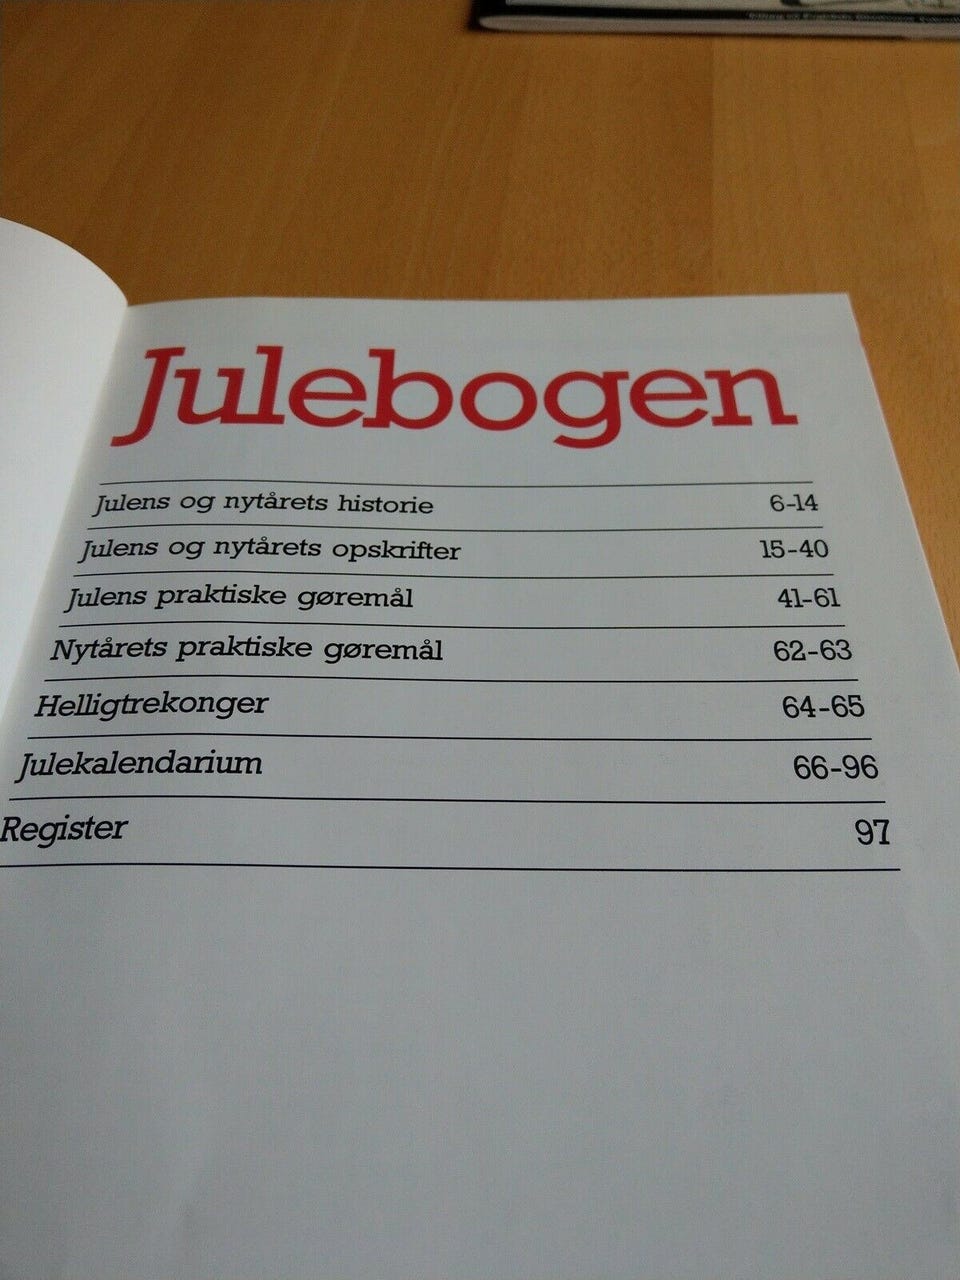 Julebogen
Julens og nytårets historie 6-14
Julens og nytårets opskrifter 15-40
Julens praktiske gøremål 41-61
Nytårets praktiske gøremål 62-63
Helligtrekonger 64-65
Julekalendarium 66-96
Register 97